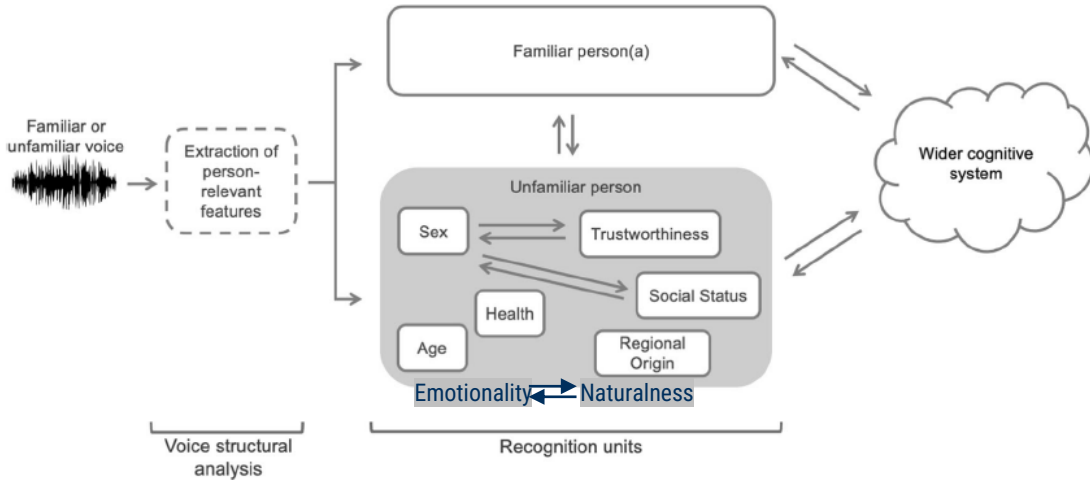 Familiar person(a)
Familiar or
unfamiliar voice
Extraction of
person-
relevant
features
Wider cognitive
system
Unfamiliar person
Sex
Trustworthiness
Social Status
Health
Age
Regional
Origin
Emotionality
Naturalness
Voice structural
analysis
Recognition units